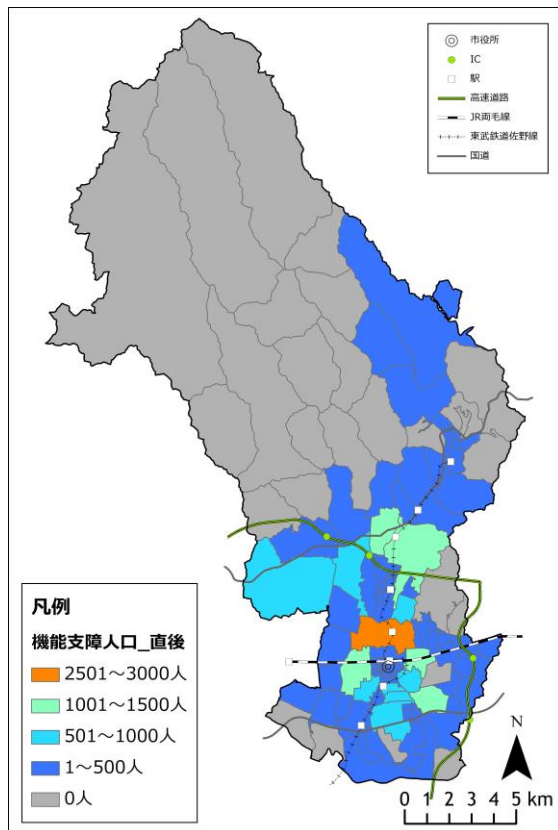 市役所
IC
駅
高速道路
JR両毛線
東武鉄道佐野線
国道
凡例
機能支障人口_直後
2501～3000人
1001～1500人
501～1000人
1～500人
0人
N
0 1 2 3 4 5 km